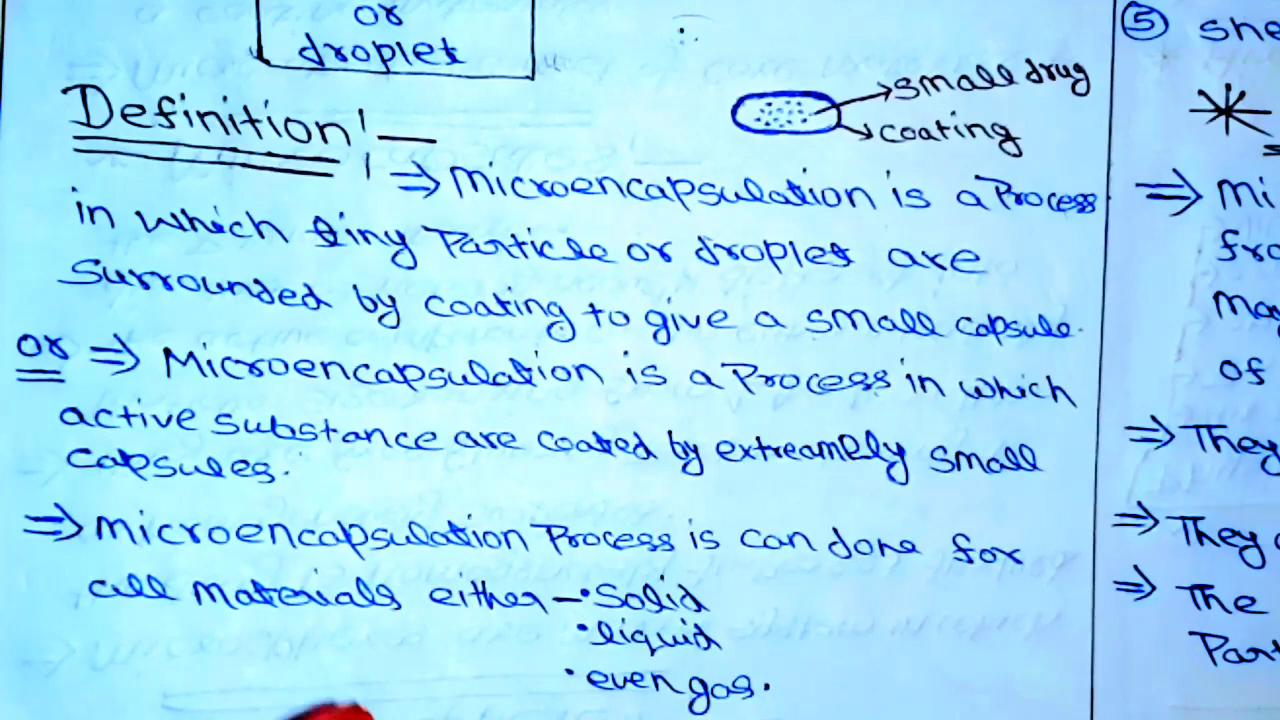 or
droplet
Definition:—
small drug
coating
⇒ Microencapsulation is a Process
in which tiny Particle or droplet are
Surrounded by coating to give a small capsule.
or ⇒ Microencapsulation is a Process in which
active substance are coated by extreamely small
capsules.
⇒ Microencapsulation Process is can done for
all Materials either — • Solid
• liquid
• even gas.
⑤ she
⇒ Mi
fro
Ma
of
⇒ They
⇒ They
⇒ The
Part